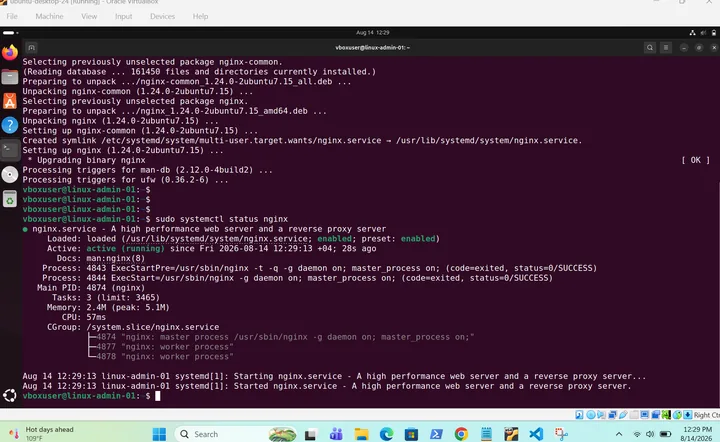 ubuntu-desktop-24 [Running] - Oracle VirtualBox
File Machine View Input Devices Help
Aug 14 12:29
vboxuser@linux-admin-01: ~
Selecting previously unselected package nginx-common.
(Reading database ... 161450 files and directories currently installed.)
Preparing to unpack .../nginx-common_1.24.0-2ubuntu7.15_all.deb ...
Unpacking nginx-common (1.24.0-2ubuntu7.15) ...
Selecting previously unselected package nginx.
Preparing to unpack .../nginx_1.24.0-2ubuntu7.15_amd64.deb ...
Unpacking nginx (1.24.0-2ubuntu7.15) ...
Setting up nginx-common (1.24.0-2ubuntu7.15) ...
Created symlink /etc/systemd/system/multi-user.target.wants/nginx.service → /usr/lib/systemd/system/nginx.service.
Setting up nginx (1.24.0-2ubuntu7.15) ...
* Upgrading binary nginx [ OK ]
Processing triggers for man-db (2.12.0-4build2) ...
Processing triggers for ufw (0.36.2-6) ...
vboxuser@linux-admin-01:~$
vboxuser@linux-admin-01:~$
vboxuser@linux-admin-01:~$
vboxuser@linux-admin-01:~$ sudo systemctl status nginx
● nginx.service - A high performance web server and a reverse proxy server
Loaded: loaded (/usr/lib/systemd/system/nginx.service; enabled; preset: enabled)
Active: active (running) since Fri 2026-08-14 12:29:13 +04; 28s ago
Docs: man:nginx(8)
Process: 4843 ExecStartPre=/usr/sbin/nginx -t -q -g daemon on; master_process on; (code=exited, status=0/SUCCESS)
Process: 4844 ExecStart=/usr/sbin/nginx -g daemon on; master_process on; (code=exited, status=0/SUCCESS)
Main PID: 4874 (nginx)
Tasks: 3 (limit: 3465)
Memory: 2.4M (peak: 5.1M)
CPU: 57ms
CGroup: /system.slice/nginx.service
├─4874 "nginx: master process /usr/sbin/nginx -g daemon on; master_process on;"
├─4877 "nginx: worker process"
└─4878 "nginx: worker process"
Aug 14 12:29:13 linux-admin-01 systemd[1]: Starting nginx.service - A high performance web server and a reverse proxy server...
Aug 14 12:29:13 linux-admin-01 systemd[1]: Started nginx.service - A high performance web server and a reverse proxy server.
vboxuser@linux-admin-01:~$
Right Ct
Hot days ahead
109°F
Search
12:29 PM
8/14/2026